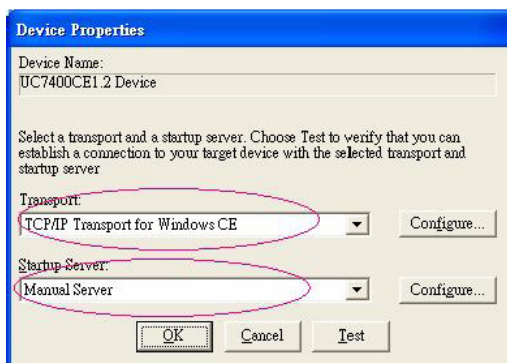 Device Properties
Device Name:
UC7400CE1.2 Device
Select a transport and a startup server. Choose Test to verify that you can
establish a connection to your target device with the selected transport and
startup server
Transport:
TCP/IP Transport for Windows CE
Configure...
Startup Server:
Manual Server
Configure...
OK Cancel Test